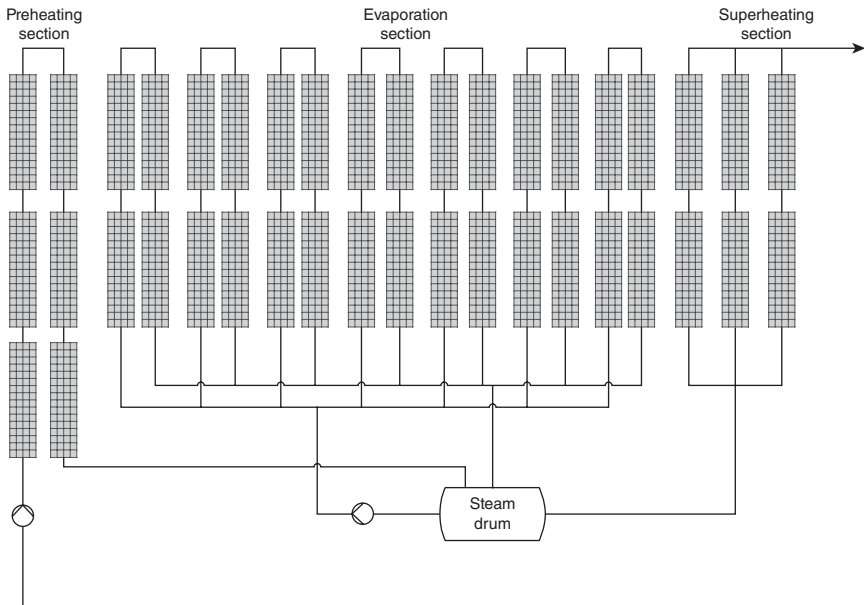 Preheating
section
Evaporation
section
Superheating
section
Steam
drum